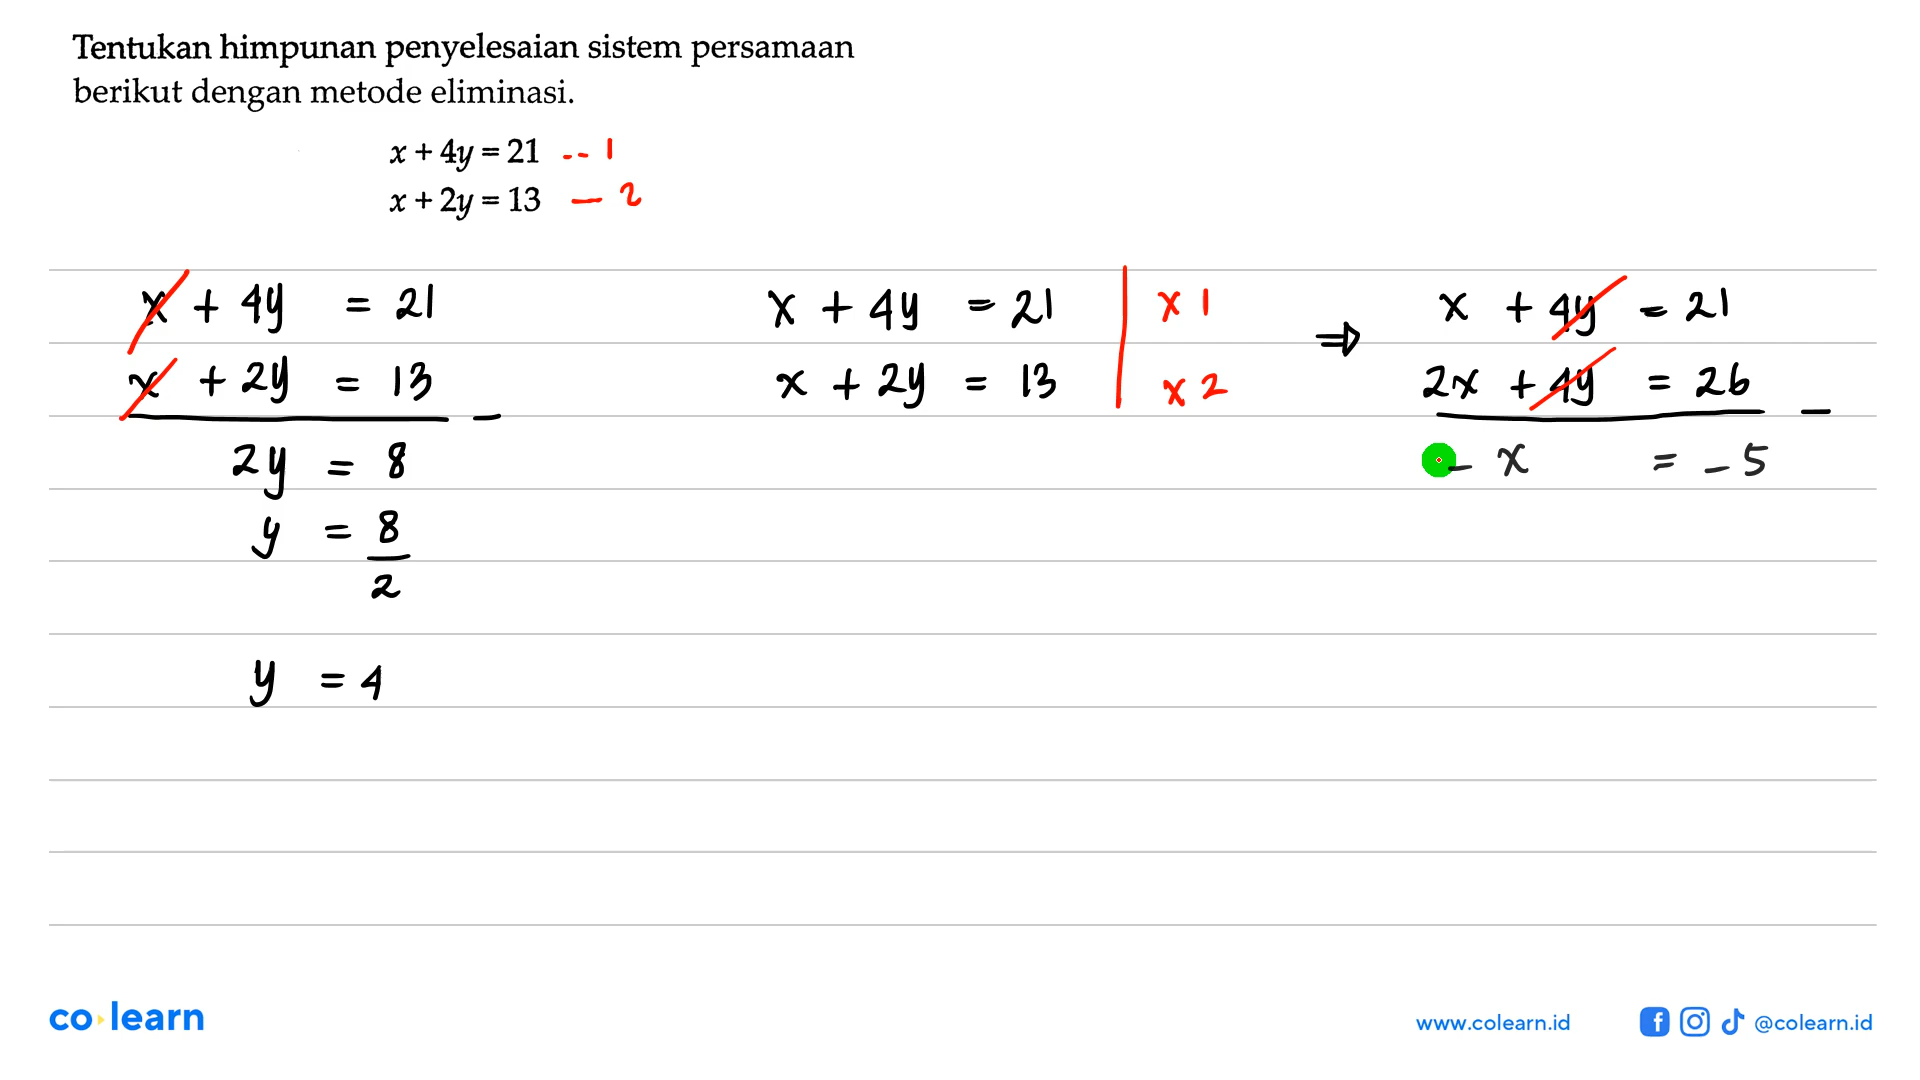 Tentukan himpunan penyelesaian sistem persamaan
berikut dengan metode eliminasi.
x + 4y = 21 -- 1
x + 2y = 13 — 2
x + 4y = 21
x + 2y = 13 —
2y = 8
y = 8/2
y = 4
x + 4y = 21 | x 1
x + 2y = 13 | x 2
⇒
x + 4y = 21
2x + 4y = 26 —
- x = - 5
co learn
www.colearn.id
@colearn.id